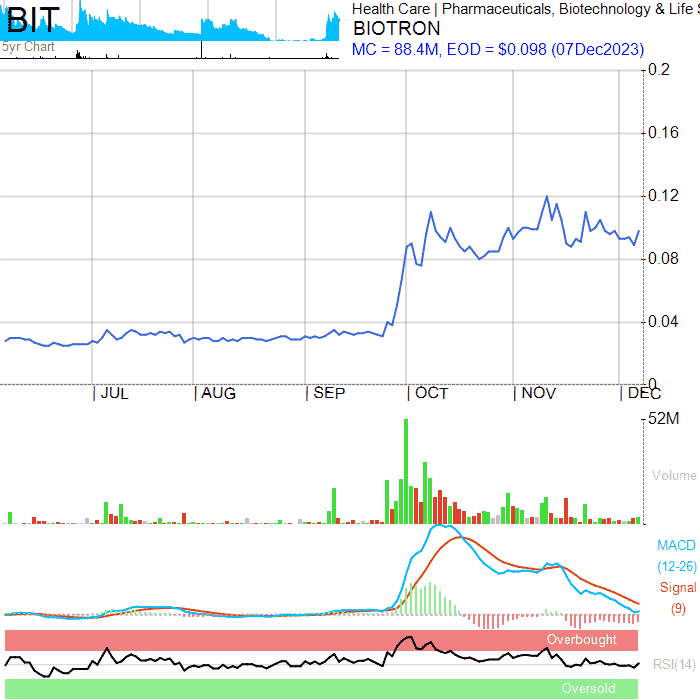 BIT
5yr Chart
Health Care | Pharmaceuticals, Biotechnology & Life S
BIOTRON
MC = 88.4M, EOD = $0.098 (07Dec2023)
0.2
0.16
0.12
0.08
0.04
0
JUL AUG SEP OCT NOV DEC
52M
Volume
MACD
(12-26)
Signal
(9)
Overbought
RSI(14)
Oversold